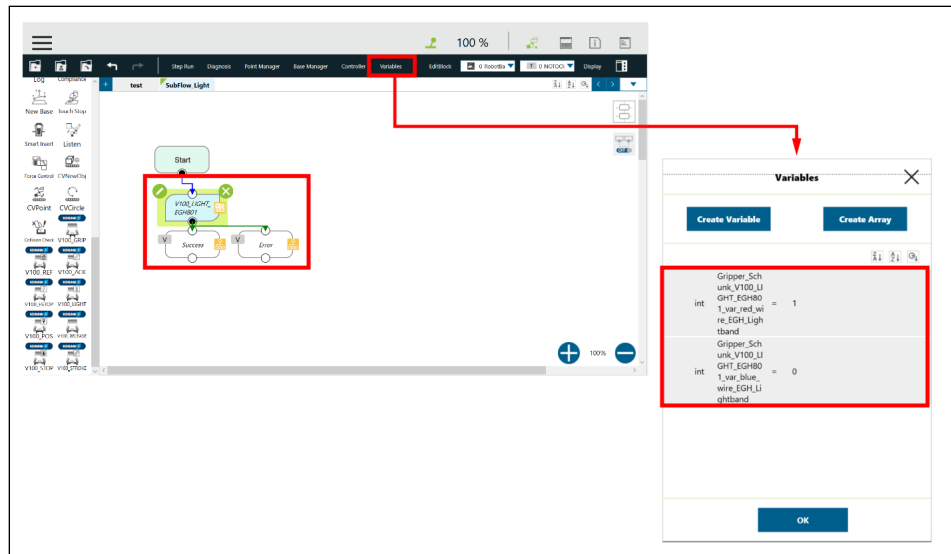 100 %
Step Run Diagnosis Point Manager Base Manager Controller Variables EditBlock 0 RobotBa T 0 NOTOOL Display
Log Compliance
+ test SubFlow_Light
New Base Touch Stop
Smart Insert Listen
Force Control CVNewObj
CVPoint CVCircle
Collision Check V100_GRIP
V100_REF V100_ACK
V100_FSTOP V100_LIGHT
V100_POS V100_RELEASE
V100_STOP V100_STROKE
Start
V100_LIGHT_
EGH801
V Success
V Error
OFF
100%
Variables
Create Variable Create Array
Gripper_Sch
unk_V100_LI
GHT_EGH80
int 1_var_red_wi = 1
re_EGH_Ligh
tband
Gripper_Sch
unk_V100_LI
GHT_EGH80
int 1_var_blue_ = 0
wire_EGH_Li
ghtband
OK